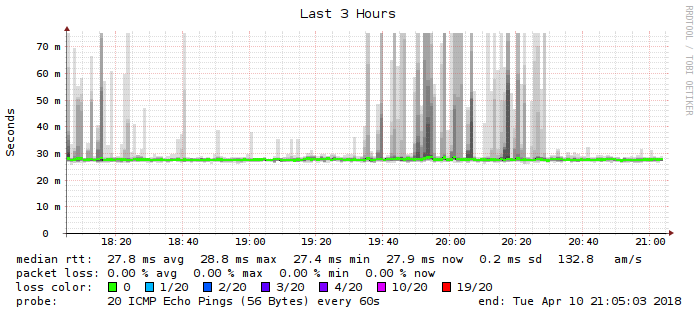 Last 3 Hours
RRDTOOL / TOBI OETIKER
Seconds
70 m
60 m
50 m
40 m
30 m
20 m
10 m
0
18:20 18:40 19:00 19:20 19:40 20:00 20:20 20:40 21:00
median rtt: 27.8 ms avg 28.8 ms max 27.4 ms min 27.9 ms now 0.2 ms sd 132.8 am/s
packet loss: 0.00 % avg 0.00 % max 0.00 % min 0.00 % now
loss color: 0 1/20 2/20 3/20 4/20 10/20 19/20
probe: 20 ICMP Echo Pings (56 Bytes) every 60s end: Tue Apr 10 21:05:03 2018